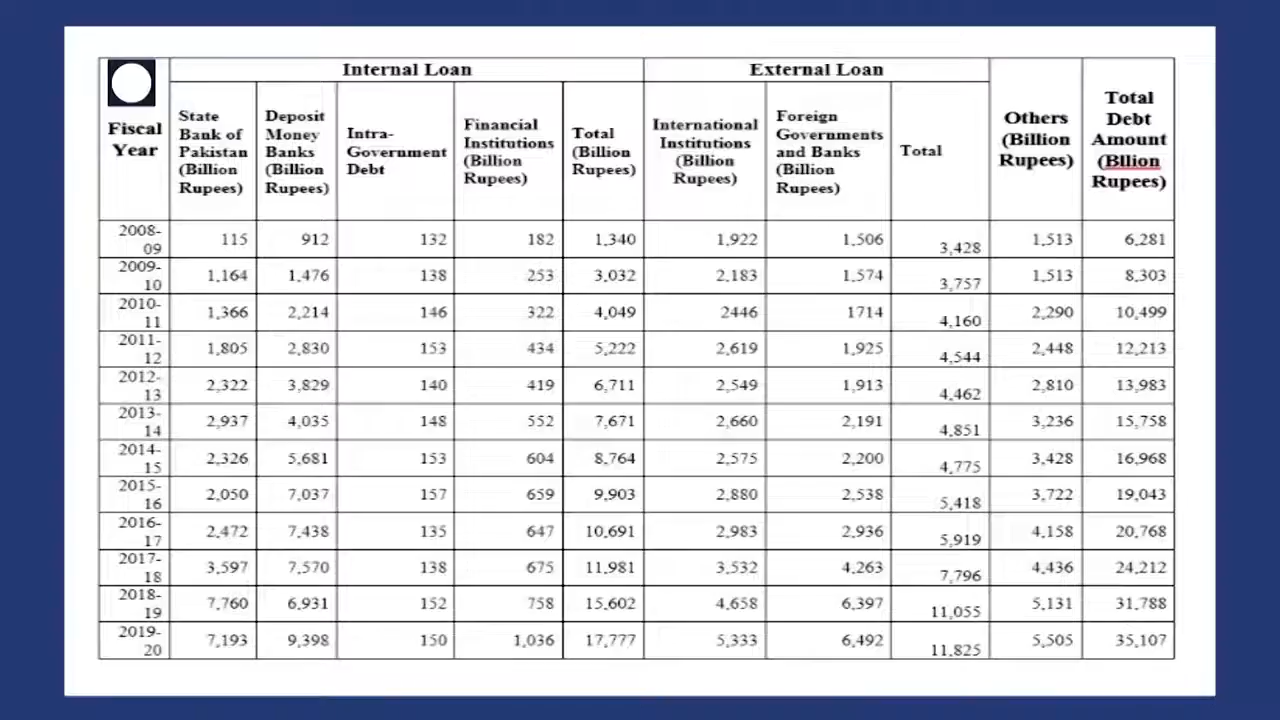 Internal Loan External Loan
Fiscal Year State Bank of Pakistan (Billion Rupees) Deposit Money Banks (Billion Rupees) Intra-Government Debt Financial Institutions (Billion Rupees) Total (Billion Rupees) International Institutions (Billion Rupees) Foreign Governments and Banks (Billion Rupees) Total Others (Billion Rupees) Total Debt Amount (Bllion Rupees)
2008-09 115 912 132 182 1,340 1,922 1,506 3,428 1,513 6,281
2009-10 1,164 1,476 138 253 3,032 2,183 1,574 3,757 1,513 8,303
2010-11 1,366 2,214 146 322 4,049 2446 1714 4,160 2,290 10,499
2011-12 1,805 2,830 153 434 5,222 2,619 1,925 4,544 2,448 12,213
2012-13 2,322 3,829 140 419 6,711 2,549 1,913 4,462 2,810 13,983
2013-14 2,937 4,035 148 552 7,671 2,660 2,191 4,851 3,236 15,758
2014-15 2,326 5,681 153 604 8,764 2,575 2,200 4,775 3,428 16,968
2015-16 2,050 7,037 157 659 9,903 2,880 2,538 5,418 3,722 19,043
2016-17 2,472 7,438 135 647 10,691 2,983 2,936 5,919 4,158 20,768
2017-18 3,597 7,570 138 675 11,981 3,532 4,263 7,796 4,436 24,212
2018-19 7,760 6,931 152 758 15,602 4,658 6,397 11,055 5,131 31,788
2019-20 7,193 9,398 150 1,036 17,777 5,333 6,492 11,825 5,505 35,107